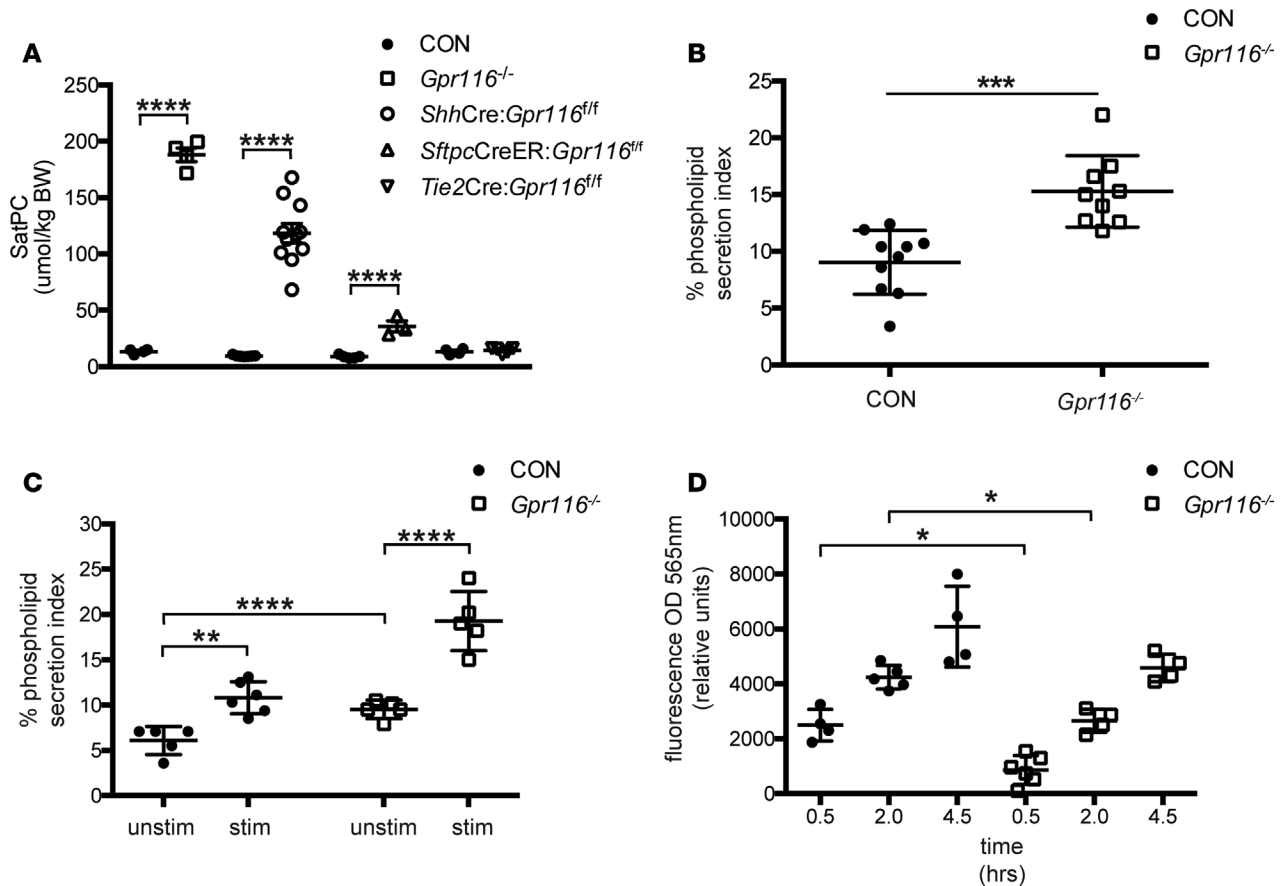 A
CON
Gpr116-/-
ShhCre:Gpr116f/f
SftpcCreER:Gpr116f/f
Tie2Cre:Gpr116f/f
SatPC
(umol/kg BW)
250
200
150
100
50
0
****
****
****
B
CON
Gpr116-/-
% phospholipid
secretion index
25
20
15
10
5
0
***
CON
Gpr116-/-
C
CON
Gpr116-/-
% phospholipid
secretion index
30
25
20
15
10
5
0
**
****
****
unstim
stim
unstim
stim
D
CON
Gpr116-/-
fluorescence OD 565nm
(relative units)
10000
8000
6000
4000
2000
0
*
*
0.5
2.0
4.5
0.5
2.0
4.5
time
(hrs)